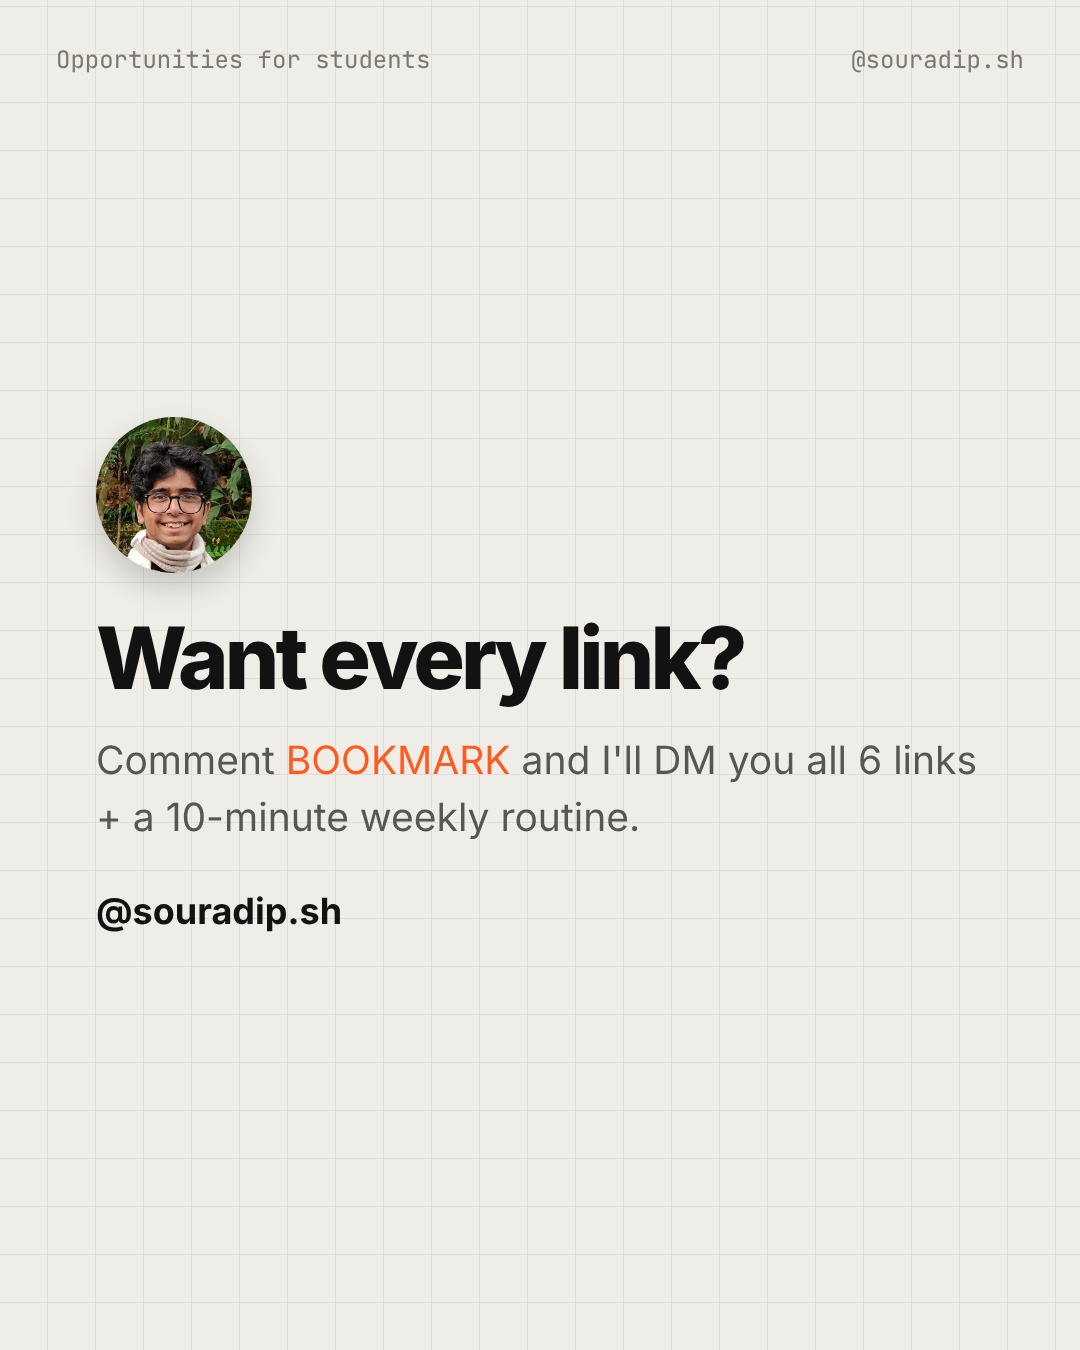 Opportunities for students
@souradip.sh
Want every link?
Comment BOOKMARK and I'll DM you all 6 links
+ a 10-minute weekly routine.
@souradip.sh